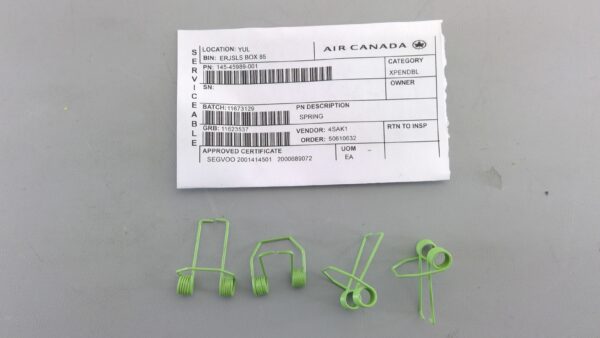 SERVICEABLE
LOCATION: YUL
BIN: ERJSLS BOX 85
AIR CANADA
PN: 145-45989-001
CATEGORY
XPENDBL
SN:
OWNER
BATCH: 11673129
PN DESCRIPTION
SPRING
GRB: 11623537
VENDOR: 4SAK1
RTN TO INSP
ORDER: 50610632
APPROVED CERTIFICATE
UOM
SEGVOO 2001414501 2000689072
EA